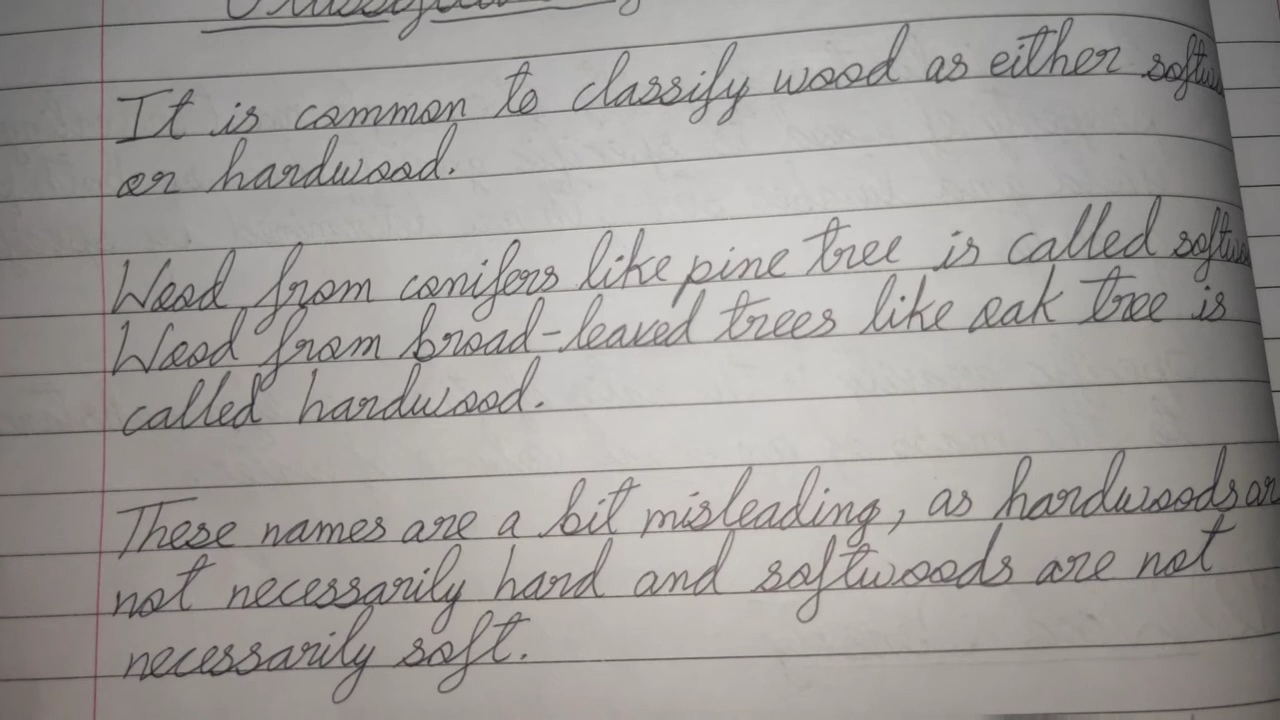 It is common to classify wood as either
or hardwood.
Wood from conifers like pine tree is called
Wood from broad-leaved trees like oak tree is
called hardwood.
These names are a bit misleading, as hardwoods
not necessarily hard and softwoods are not
necessarily soft.